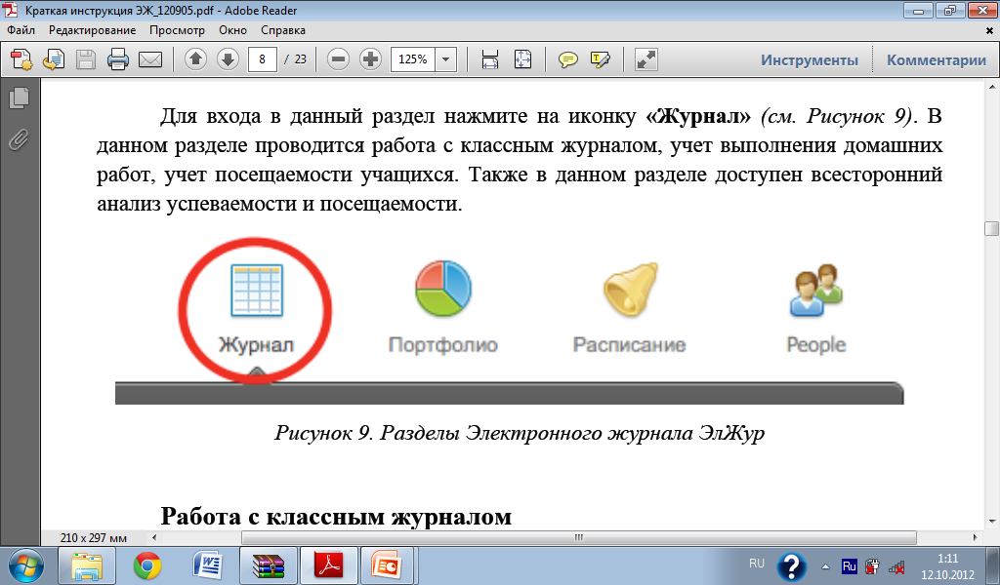 Краткая инструкция ЭЖ_120905.pdf - Adobe Reader
Файл Редактирование Просмотр Окно Справка
8 / 23 125% Инструменты Комментарии
Для входа в данный раздел нажмите на иконку «Журнал» (см. Рисунок 9). В
данном разделе проводится работа с классным журналом, учет выполнения домашних
работ, учет посещаемости учащихся. Также в данном разделе доступен всесторонний
анализ успеваемости и посещаемости.
Журнал Портфолио Расписание People
Рисунок 9. Разделы Электронного журнала ЭлЖур
Работа с классным журналом
210 x 297 мм
RU Ru 1:11
12.10.2012